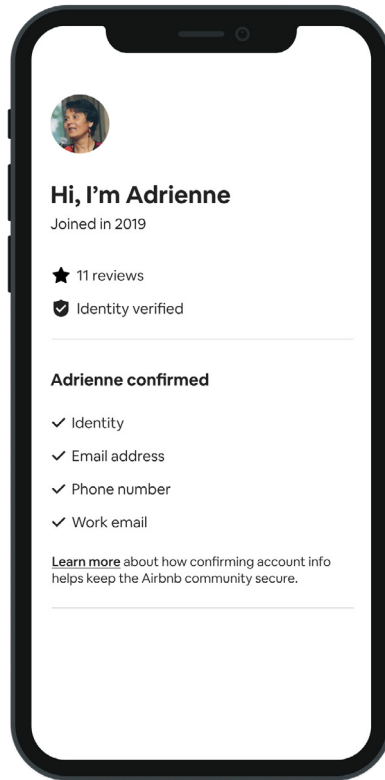 Hi, I’m Adrienne
Joined in 2019
11 reviews
Identity verified
Adrienne confirmed
Identity
Email address
Phone number
Work email
Learn more about how confirming account info
helps keep the Airbnb community secure.